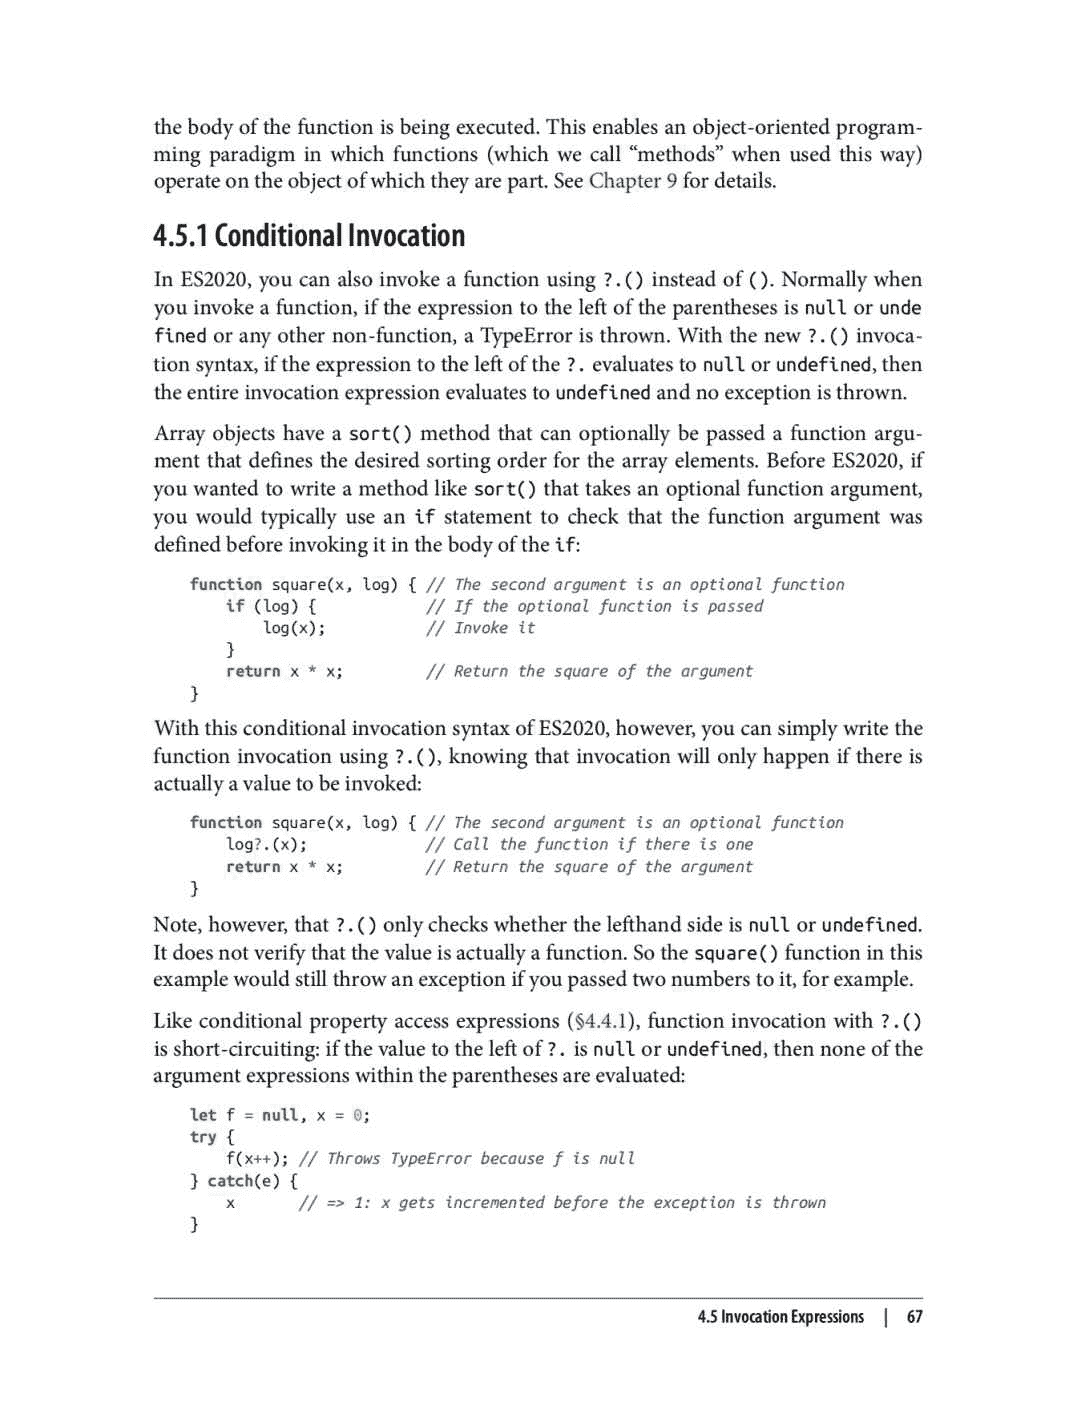 the body of the function is being executed. This enables an object-oriented program-
ming paradigm in which functions (which we call “methods” when used this way)
operate on the object of which they are part. See Chapter 9 for details.
4.5.1 Conditional Invocation
In ES2020, you can also invoke a function using ?.() instead of (). Normally when
you invoke a function, if the expression to the left of the parentheses is null or unde
fined or any other non-function, a TypeError is thrown. With the new ?.() invoca-
tion syntax, if the expression to the left of the ?. evaluates to null or undefined, then
the entire invocation expression evaluates to undefined and no exception is thrown.
Array objects have a sort() method that can optionally be passed a function argu-
ment that defines the desired sorting order for the array elements. Before ES2020, if
you wanted to write a method like sort() that takes an optional function argument,
you would typically use an if statement to check that the function argument was
defined before invoking it in the body of the if:
function square(x, log) { // The second argument is an optional function
    if (log) {            // If the optional function is passed
        log(x);           // Invoke it
    }
    return x * x;         // Return the square of the argument
}
With this conditional invocation syntax of ES2020, however, you can simply write the
function invocation using ?.(), knowing that invocation will only happen if there is
actually a value to be invoked:
function square(x, log) { // The second argument is an optional function
    log?.(x);             // Call the function if there is one
    return x * x;         // Return the square of the argument
}
Note, however, that ?.() only checks whether the lefthand side is null or undefined.
It does not verify that the value is actually a function. So the square() function in this
example would still throw an exception if you passed two numbers to it, for example.
Like conditional property access expressions (§4.4.1), function invocation with ?.()
is short-circuiting: if the value to the left of ?. is null or undefined, then none of the
argument expressions within the parentheses are evaluated:
let f = null, x = 0;
try {
    f(x++); // Throws TypeError because f is null
} catch(e) {
    x       // => 1: x gets incremented before the exception is thrown
}
4.5 Invocation Expressions | 67